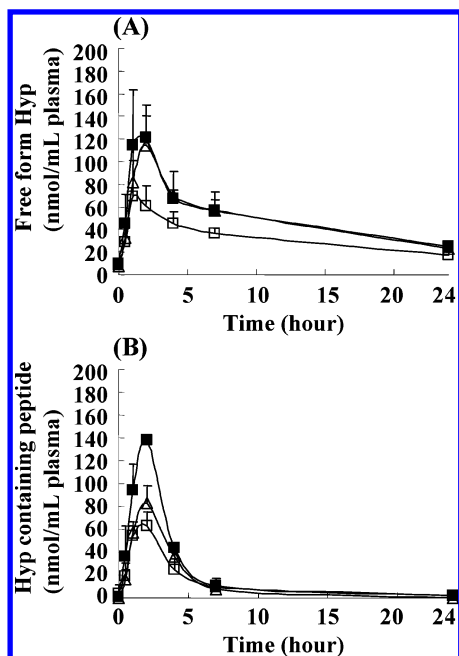 (A)
Free form Hyp
(nmol/mL plasma)
200
180
160
140
120
100
80
60
40
20
0
0 5 10 15 20 24
Time (hour)
(B)
Hyp containing peptide
(nmol/mL plasma)
200
180
160
140
120
100
80
60
40
20
0
0 5 10 15 20 24
Time (hour)